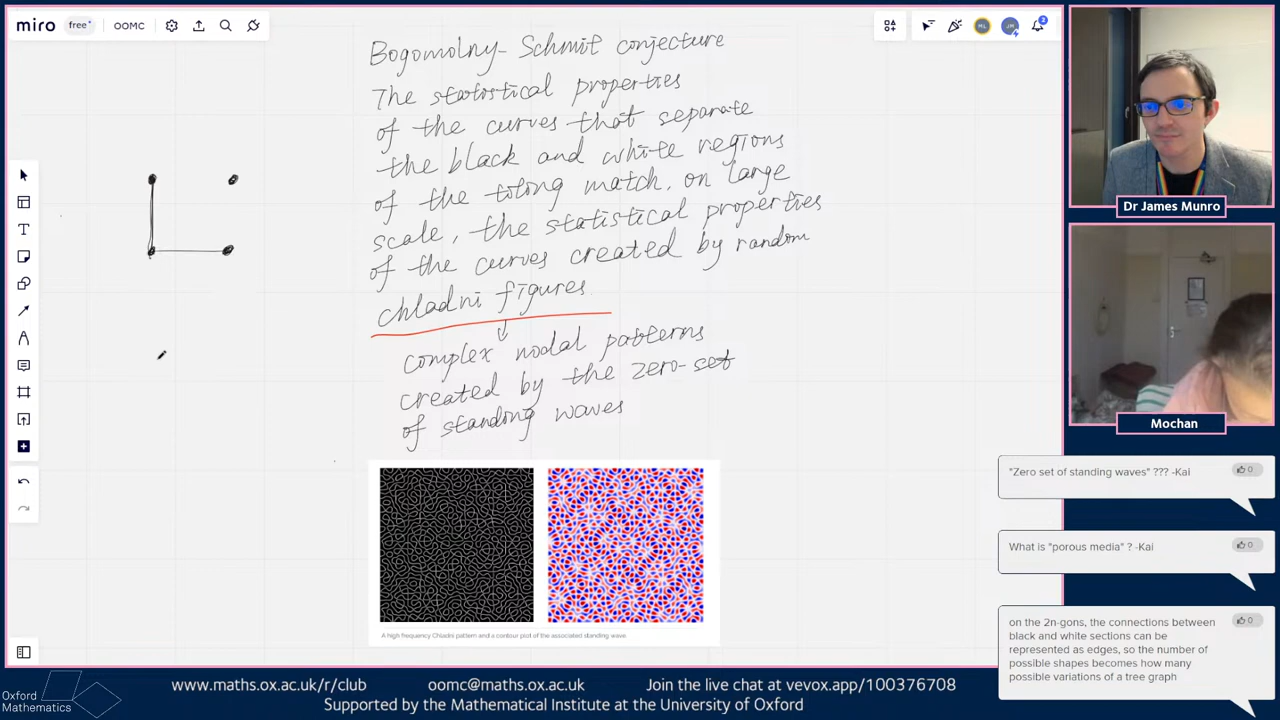 miro
free
OOMC
Bogomolny-Schmit conjecture
The statostical properties
of the curves that separate
the black and white regions
of the tolong match, on large
scale, the statistical properties
of the curves created by random
chladni figures.
complex nodal patterns
created by the zero-set
of standing waves
A high frequency Chladni pattern and a contour plot of the associated standing wave
ML
JM
2
Dr James Munro
Mochan
"Zero set of standing waves" ??? -Kai
0
What is "porous media" ? -Kai
0
on the 2n-gons, the connections between
black and white sections can be
represented as edges, so the number of
possible shapes becomes how many
possible variations of a tree graph
0
Oxford
Mathematics
www.maths.ox.ac.uk/r/club oomc@maths.ox.ac.uk Join the live chat at vevox.app/100376708
Supported by the Mathematical Institute at the University of Oxford